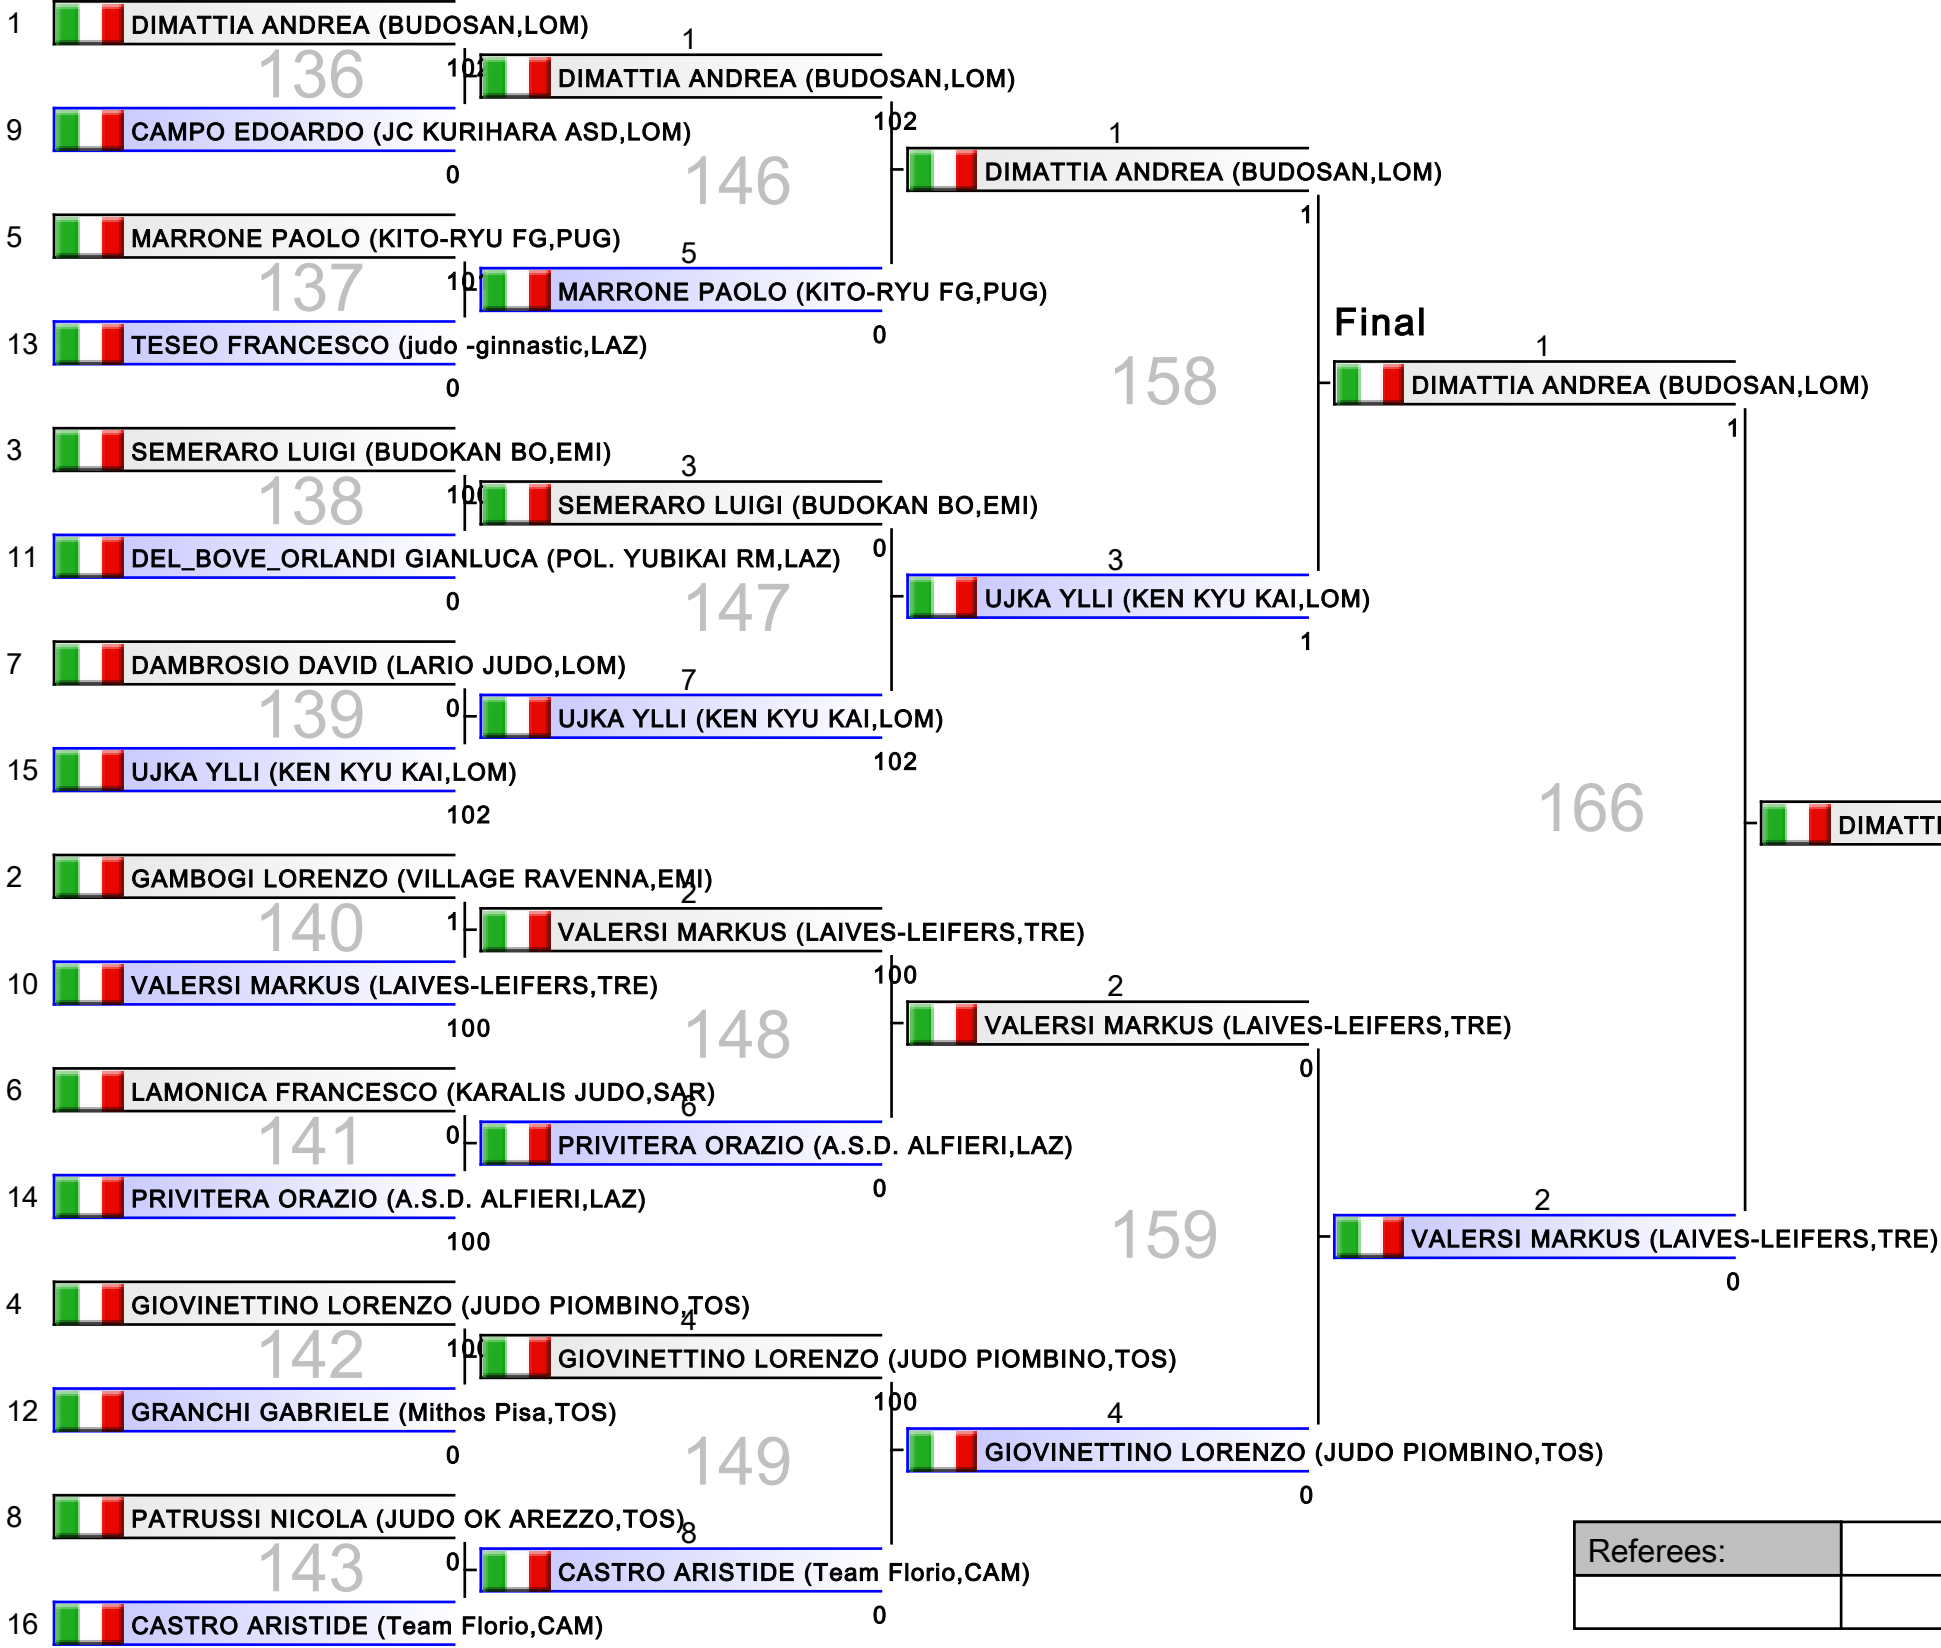 1 DIMATTIA ANDREA (BUDOSAN,LOM)
136
9 CAMPO EDOARDO (JC KURIHARA ASD,LOM)
0
5 MARRONE PAOLO (KITO-RYU FG,PUG)
137
13 TESEO FRANCESCO (judo -ginnastic,LAZ)
0
3 SEMERARO LUIGI (BUDOKAN BO,EMI)
138
11 DEL_BOVE_ORLANDI GIANLUCA (POL. YUBIKAI RM,LAZ)
0
7 DAMBROSIO DAVID (LARIO JUDO,LOM)
139 0
15 UJKA YLLI (KEN KYU KAI,LOM)
102
2 GAMBOGI LORENZO (VILLAGE RAVENNA,EMI)
140 1
10 VALERSI MARKUS (LAIVES-LEIFERS,TRE)
100
6 LAMONICA FRANCESCO (KARALIS JUDO,SAR)
141 0
14 PRIVITERA ORAZIO (A.S.D. ALFIERI,LAZ)
100
4 GIOVINETTINO LORENZO (JUDO PIOMBINO,TOS)
142
12 GRANCHI GABRIELE (Mithos Pisa,TOS)
0
8 PATRUSSI NICOLA (JUDO OK AREZZO,TOS)
143 0
16 CASTRO ARISTIDE (Team Florio,CAM)
1
DIMATTIA ANDREA (BUDOSAN,LOM)
102
146
5
MARRONE PAOLO (KITO-RYU FG,PUG)
0
3
SEMERARO LUIGI (BUDOKAN BO,EMI)
0
147
7
UJKA YLLI (KEN KYU KAI,LOM)
102
2
VALERSI MARKUS (LAIVES-LEIFERS,TRE)
100
148
6
PRIVITERA ORAZIO (A.S.D. ALFIERI,LAZ)
0
4
GIOVINETTINO LORENZO (JUDO PIOMBINO,TOS)
100
149
8
CASTRO ARISTIDE (Team Florio,CAM)
0
1
DIMATTIA ANDREA (BUDOSAN,LOM)
1
158
3
UJKA YLLI (KEN KYU KAI,LOM)
1
2
VALERSI MARKUS (LAIVES-LEIFERS,TRE)
0
159
4
GIOVINETTINO LORENZO (JUDO PIOMBINO,TOS)
0
Final
1
DIMATTIA ANDREA (BUDOSAN,LOM)
1
166
2
VALERSI MARKUS (LAIVES-LEIFERS,TRE)
0
Referees: